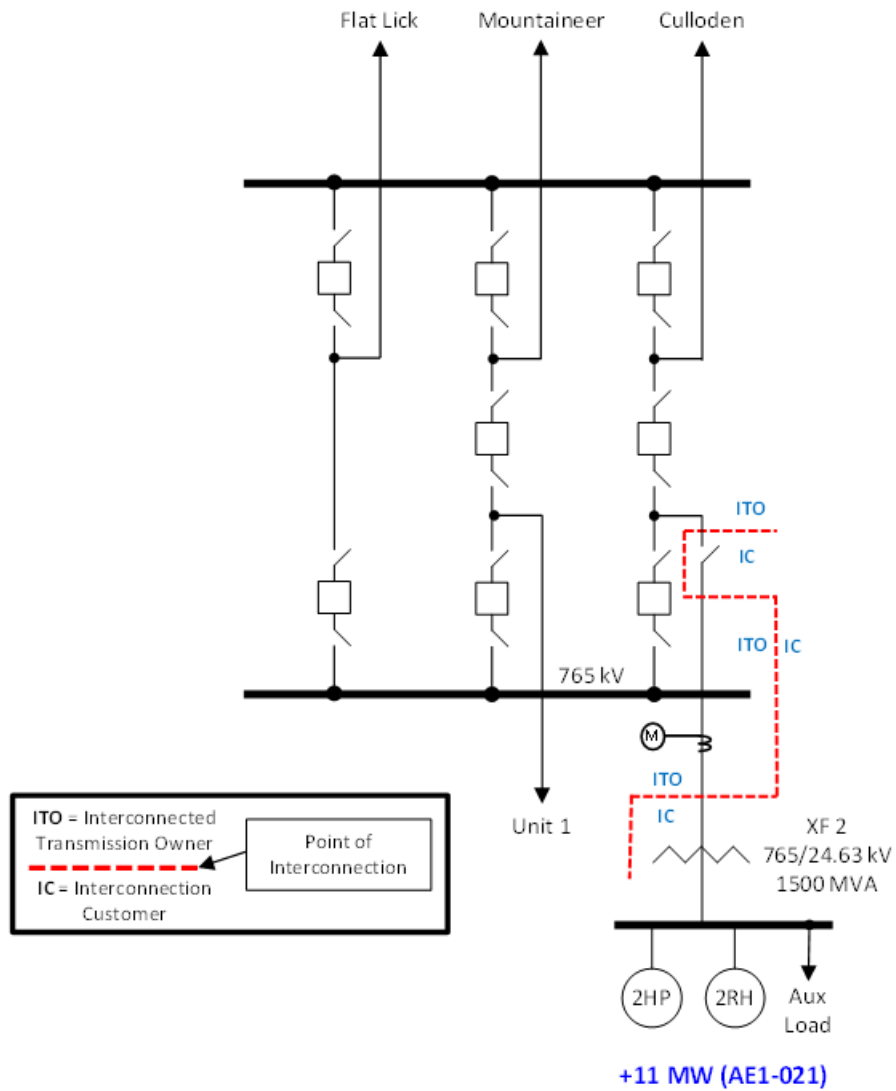 Flat Lick
Mountaineer
Culloden
ITO
IC
ITO
IC
765 kV
M
ITO
IC
Unit 1
XF 2
765/24.63 kV
1500 MVA
ITO = Interconnected
Transmission Owner
IC = Interconnection
Customer
Point of
Interconnection
2HP
2RH
Aux
Load
+11 MW (AE1-021)